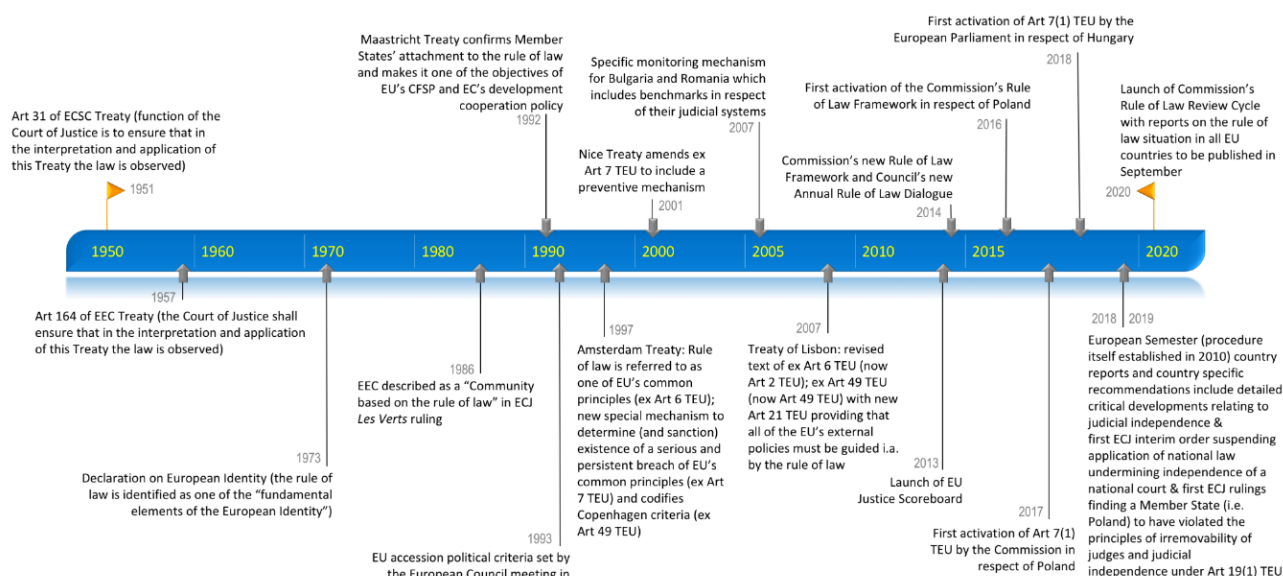 Art 31 of ECSC Treaty (function of the
Court of Justice is to ensure that in
the interpretation and application of
this Treaty the law is observed)
1951
Maastricht Treaty confirms Member
States’ attachment to the rule of law
and makes it one of the objectives of
EU’s CFSP and EC’s development
cooperation policy
1992
Nice Treaty amends ex
Art 7 TEU to include a
preventive mechanism
2001
Specific monitoring mechanism
for Bulgaria and Romania which
includes benchmarks in respect
of their judicial systems
2007
Commission’s new Rule of Law
Framework and Council’s new
Annual Rule of Law Dialogue
2014
First activation of the Commission’s Rule
of Law Framework in respect of Poland
2016
First activation of Art 7(1) TEU by the
European Parliament in respect of Hungary
2018
Launch of Commission’s
Rule of Law Review Cycle
with reports on the rule of
law situation in all EU
countries to be published in
September
2020
1950 1960 1970 1980 1990 2000 2005 2010 2015 2020
1957
Art 164 of EEC Treaty (the Court of Justice shall
ensure that in the interpretation and application
of this Treaty the law is observed)
1973
Declaration on European Identity (the rule of
law is identified as one of the “fundamental
elements of the European Identity”)
1986
EEC described as a “Community
based on the rule of law” in ECJ
Les Verts ruling
1993
EU accession political criteria set by
the European Council meeting in
1997
Amsterdam Treaty: Rule
of law is referred to as
one of EU’s common
principles (ex Art 6 TEU);
new special mechanism to
determine (and sanction)
existence of a serious and
persistent breach of EU’s
common principles (ex Art
7 TEU) and codifies
Copenhagen criteria (ex
Art 49 TEU)
2007
Treaty of Lisbon: revised
text of ex Art 6 TEU (now
Art 2 TEU); ex Art 49 TEU
(now Art 49 TEU) with new
Art 21 TEU providing that
all of the EU’s external
policies must be guided i.a.
by the rule of law
2013
Launch of EU
Justice Scoreboard
2017
First activation of Art 7(1)
TEU by the Commission in
respect of Poland
2018 2019
European Semester (procedure
itself established in 2010) country
reports and country specific
recommendations include detailed
critical developments relating to
judicial independence &
first ECJ interim order suspending
application of national law
undermining independence of a
national court & first ECJ rulings
finding a Member State (i.e.
Poland) to have violated the
principles of irremovability of
judges and judicial
independence under Art 19(1) TEU